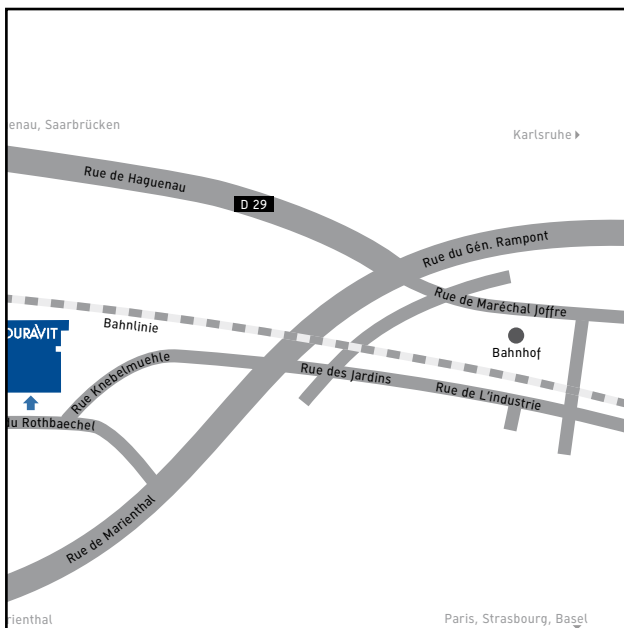 enau, Saarbrücken
Karlsruhe
Rue de Haguenau
D 29
Rue du Gén. Rampont
Rue de Maréchal Joffre
Bahnlinie
DURAVIT
Bahnhof
Rue Knebelmuehle
Rue des Jardins
Rue de L'industrie
du Rothbaechel
Rue de Marienthal
rienthal
Paris, Strasbourg, Basel